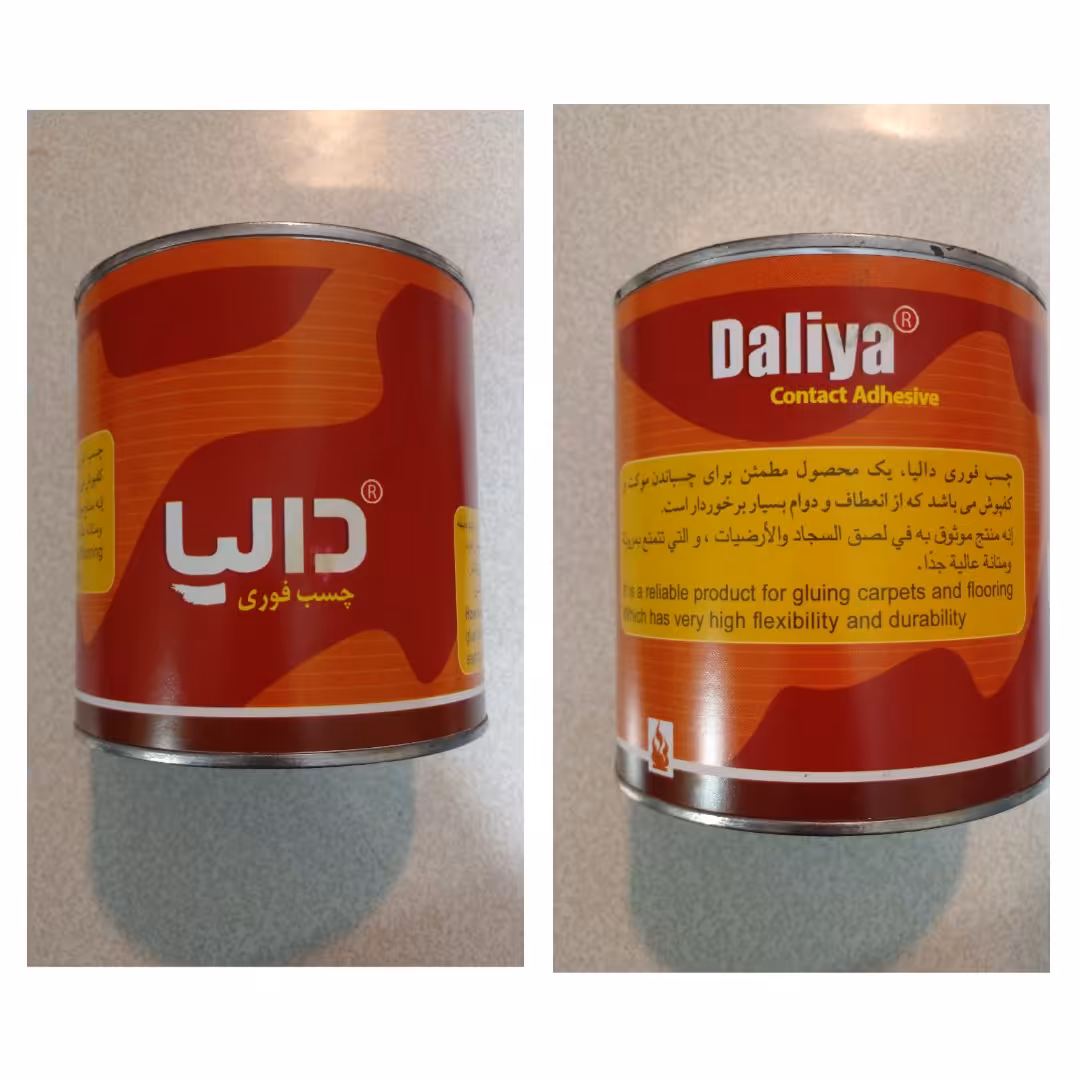 دالیا®
چسب فوری
Daliya®
Contact Adhesive
چسب فوری دالیا، یک محصول مطمئن برای چسباندن موکت و
کفپوش می باشد که از انعطاف و دوام بسیار برخوردار است.
إنه منتج موثوق به في لصق السجاد والأرضيات ، و التي تتمتع بمرونة
ومتانة عالية جدًا.
is a reliable product for gluing carpets and flooring
Which has very high flexibility and durability